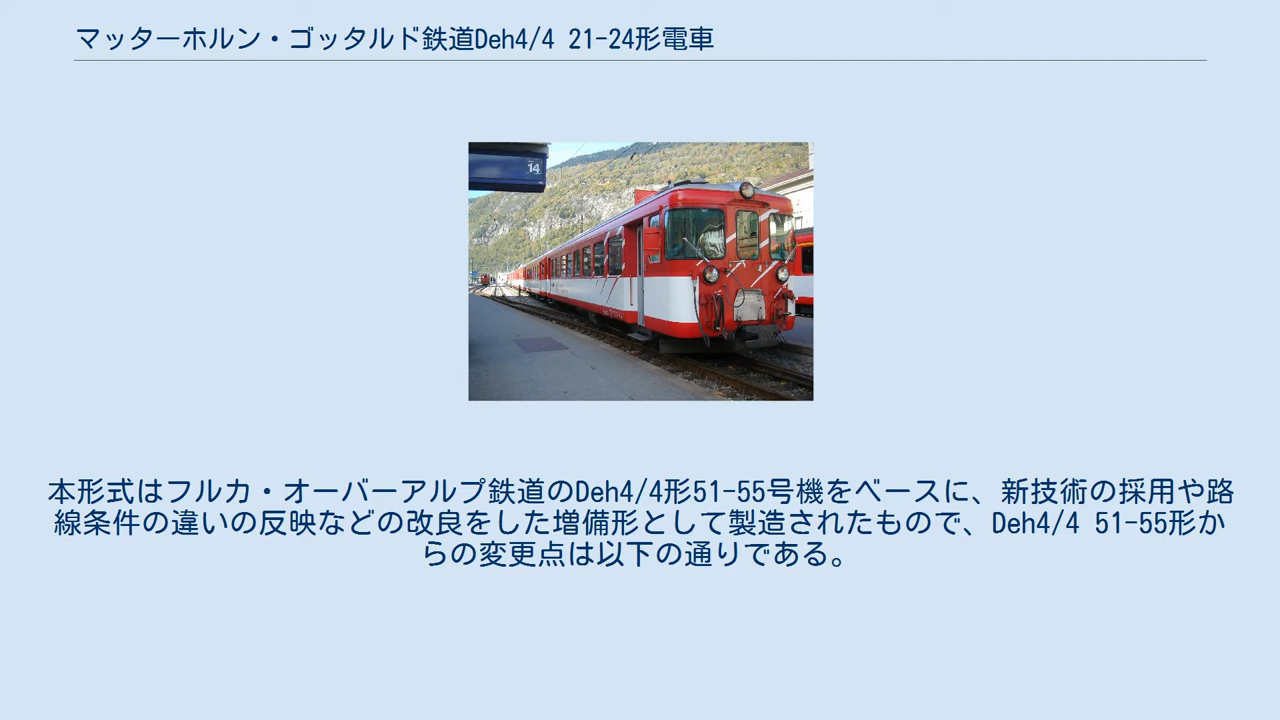 マッターホルン・ゴッタルド鉄道Deh4/4 21-24形電車
14
本形式はフルカ・オーバーアルプ鉄道のDeh4/4形51-55号機をベースに、新技術の採用や路
線条件の違いの反映などの改良をした増備形として製造されたもので、Deh4/4 51-55形か
らの変更点は以下の通りである。